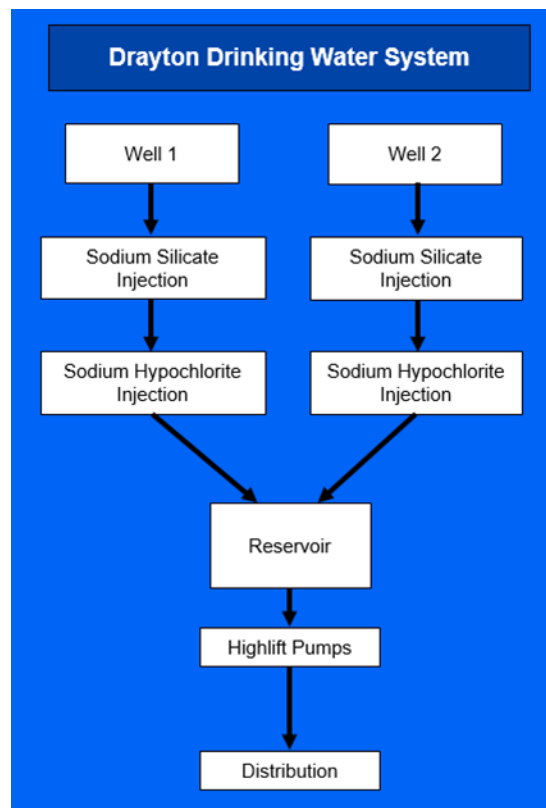 Drayton Drinking Water System
Well 1
Well 2
Sodium Silicate
Injection
Sodium Silicate
Injection
Sodium Hypochlorite
Injection
Sodium Hypochlorite
Injection
Reservoir
Highlift Pumps
Distribution